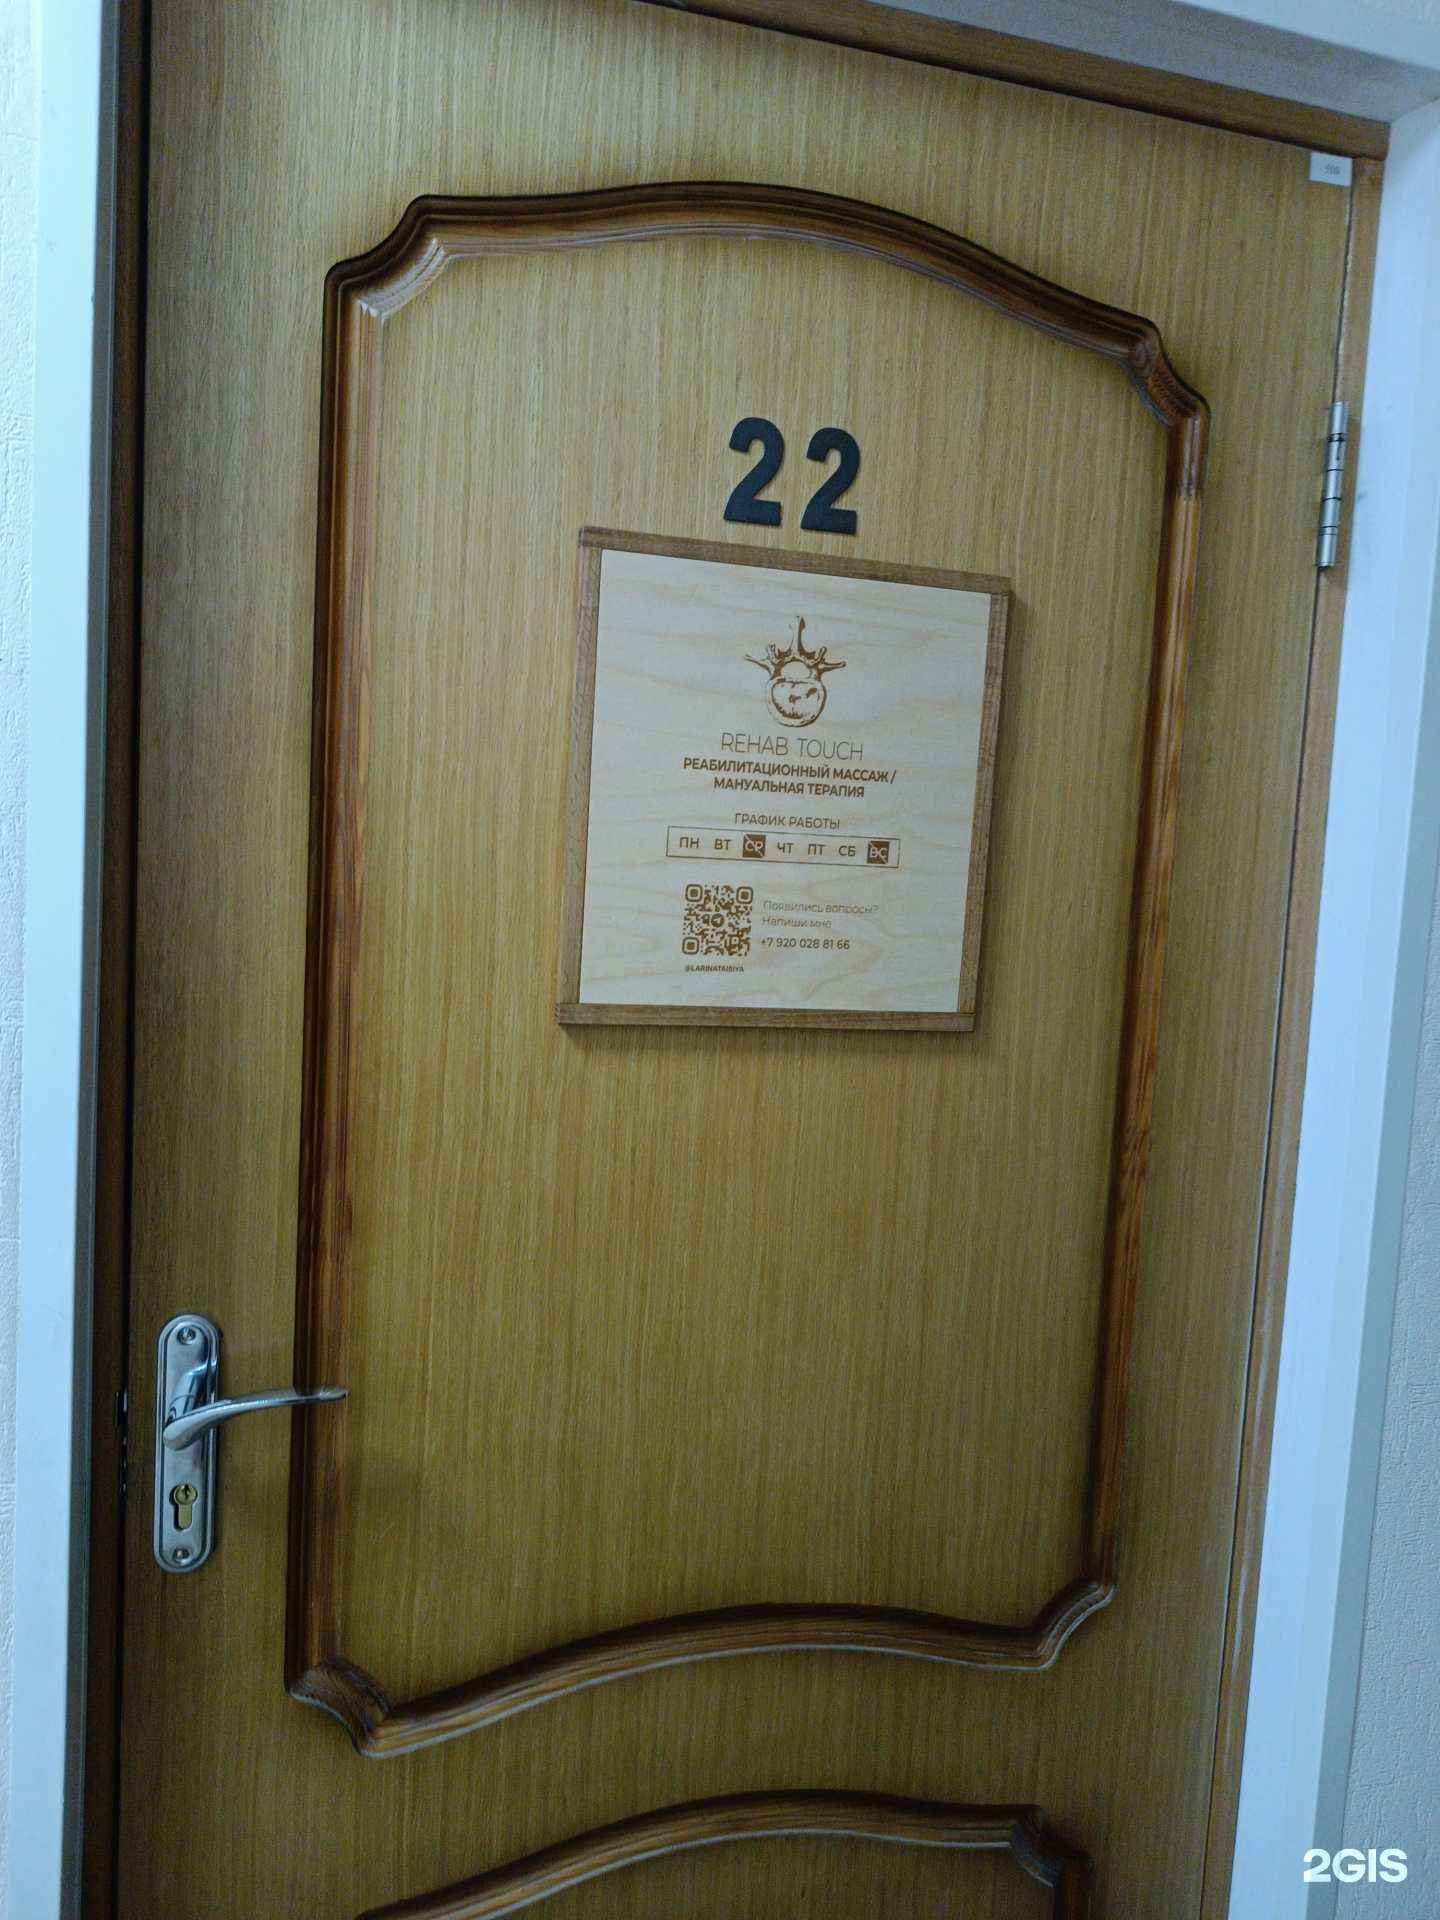 22
REHAB TOUCH
РЕАБИЛИТАЦИОННЫЙ МАССАЖ/
МАНУАЛЬНАЯ ТЕРАПИЯ
ГРАФИК РАБОТЫ
ПН ВТ СР ЧТ ПТ СБ ВС
Появились вопросы?
Напиши мне
+7 920 028 81 66
@LARINATAISIYA
2GIS